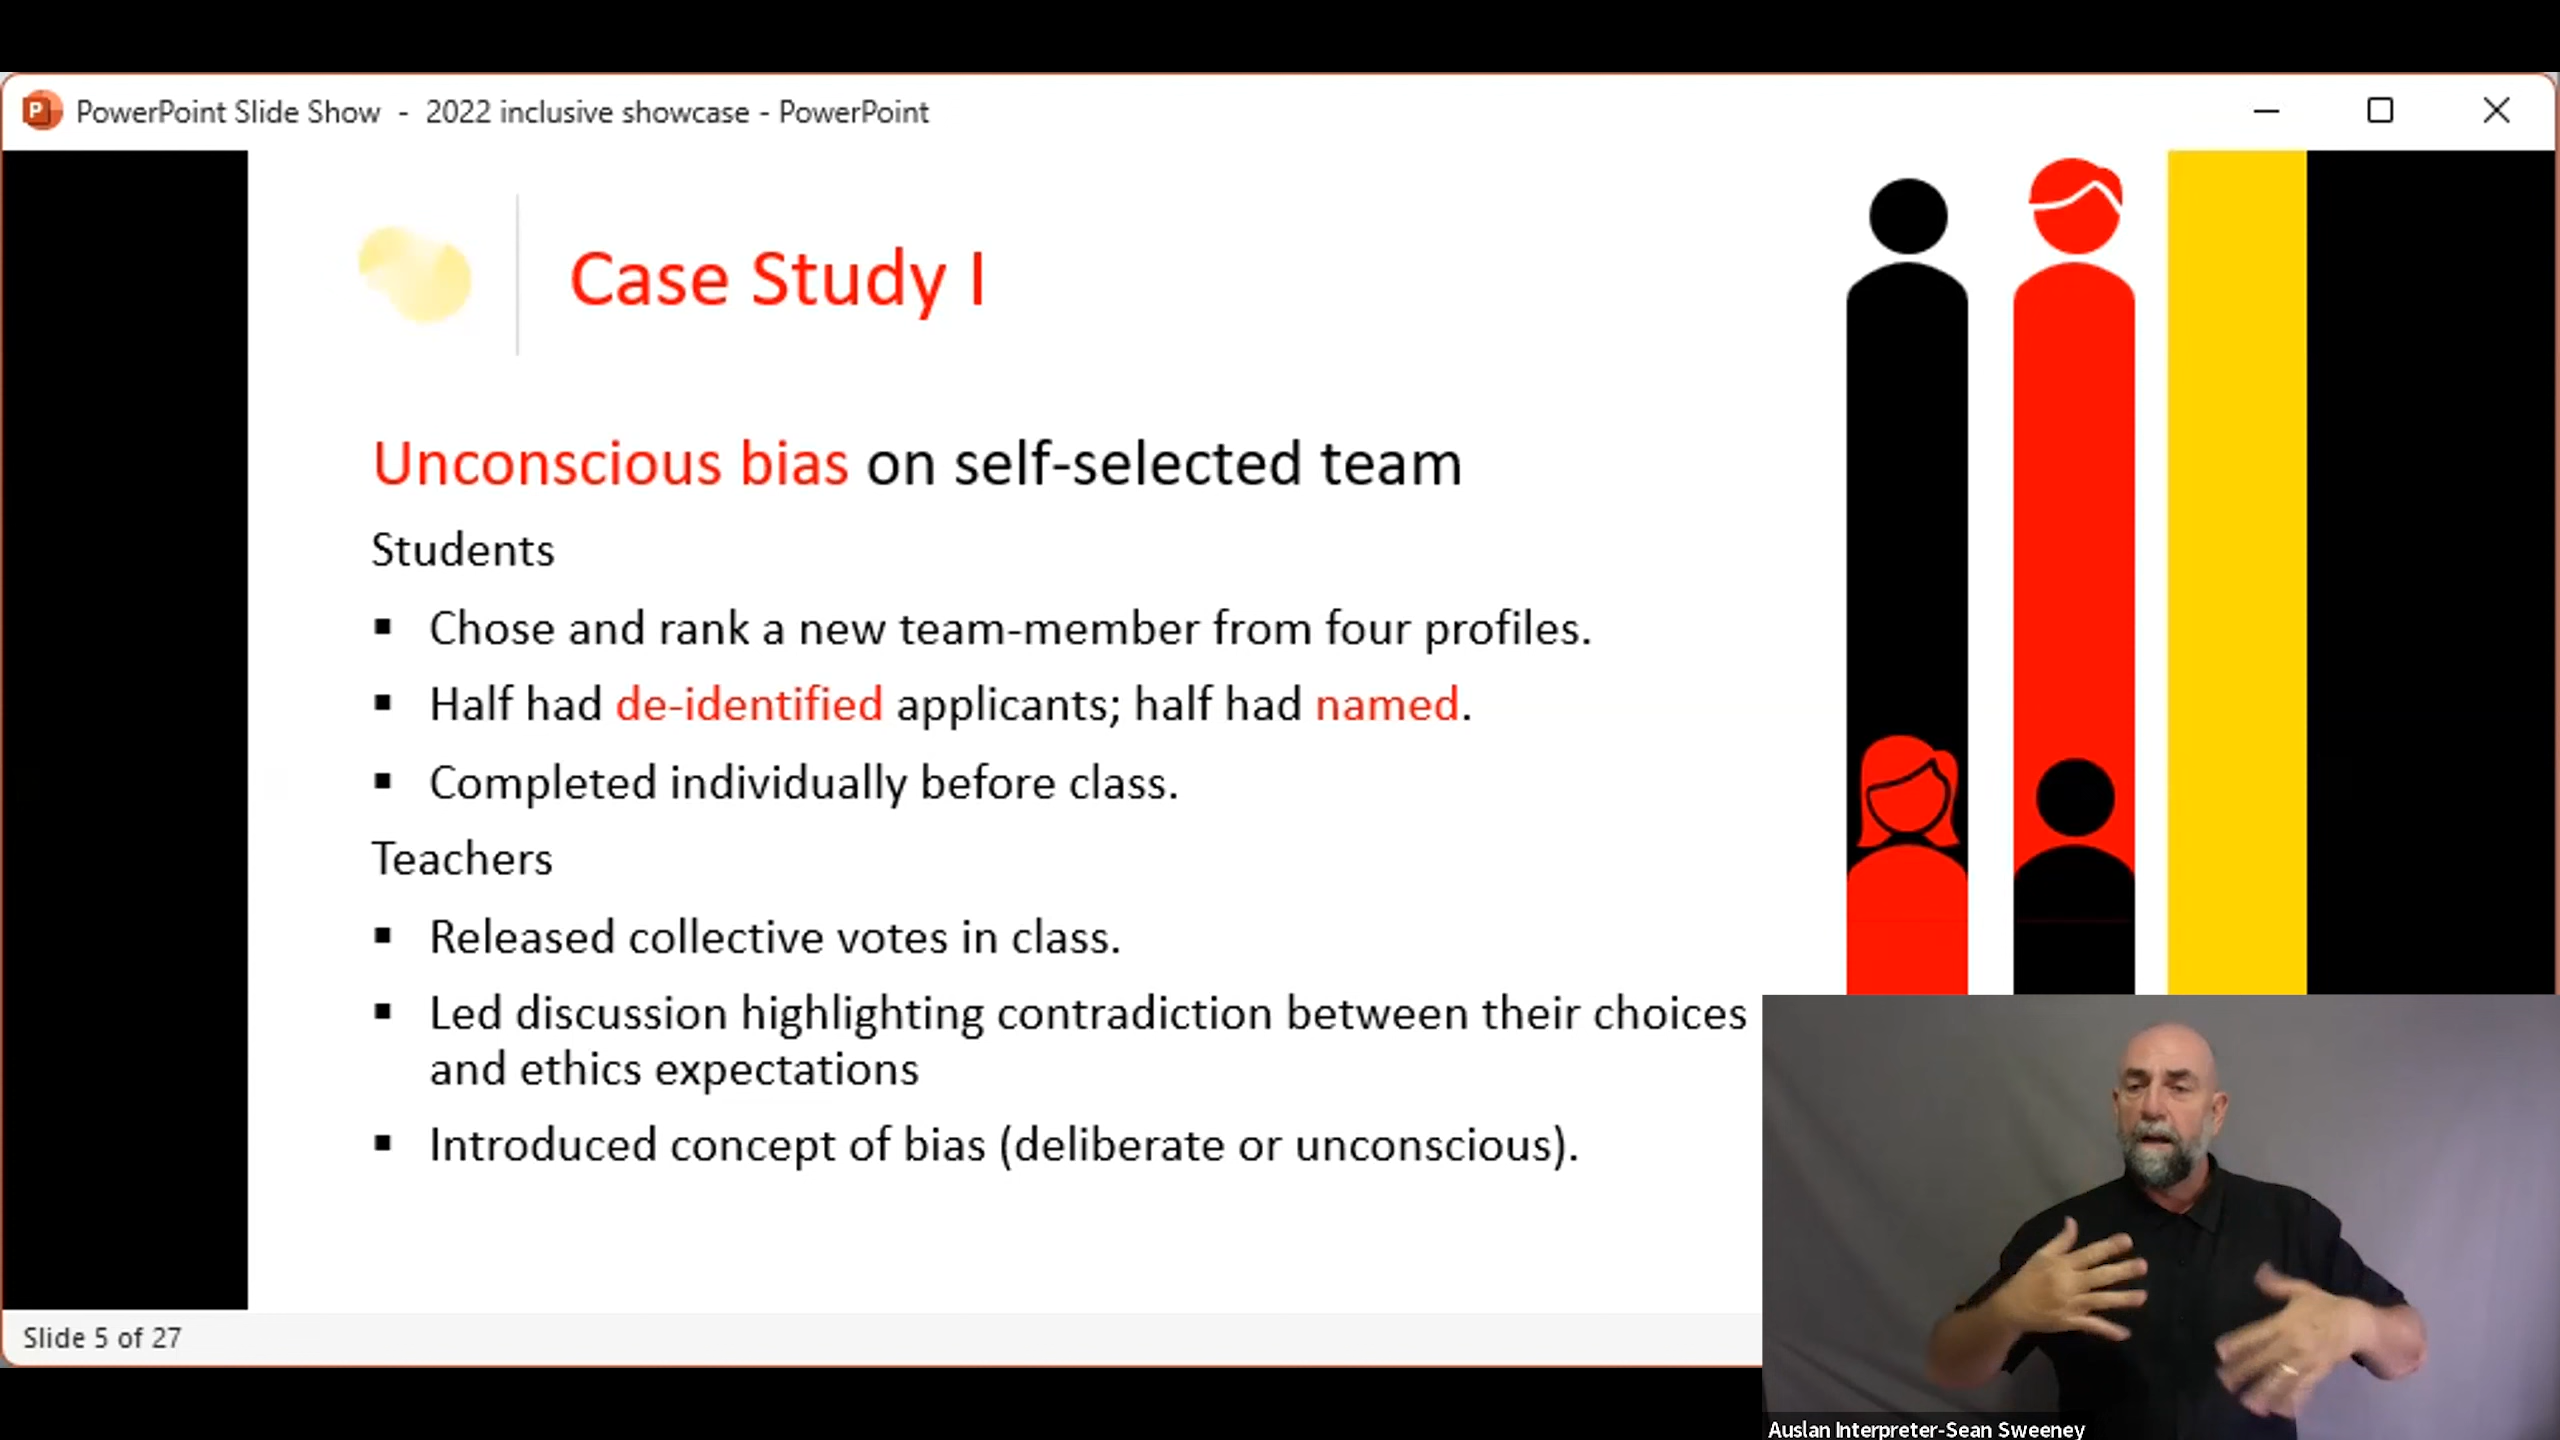 PowerPoint Slide Show - 2022 inclusive showcase - PowerPoint
Case Study I
Unconscious bias on self-selected team
Students
▪ Chose and rank a new team-member from four profiles.
▪ Half had de-identified applicants; half had named.
▪ Completed individually before class.
Teachers
▪ Released collective votes in class.
▪ Led discussion highlighting contradiction between their choices
and ethics expectations
▪ Introduced concept of bias (deliberate or unconscious).
Slide 5 of 27
Auslan Interpreter-Sean Sweeney